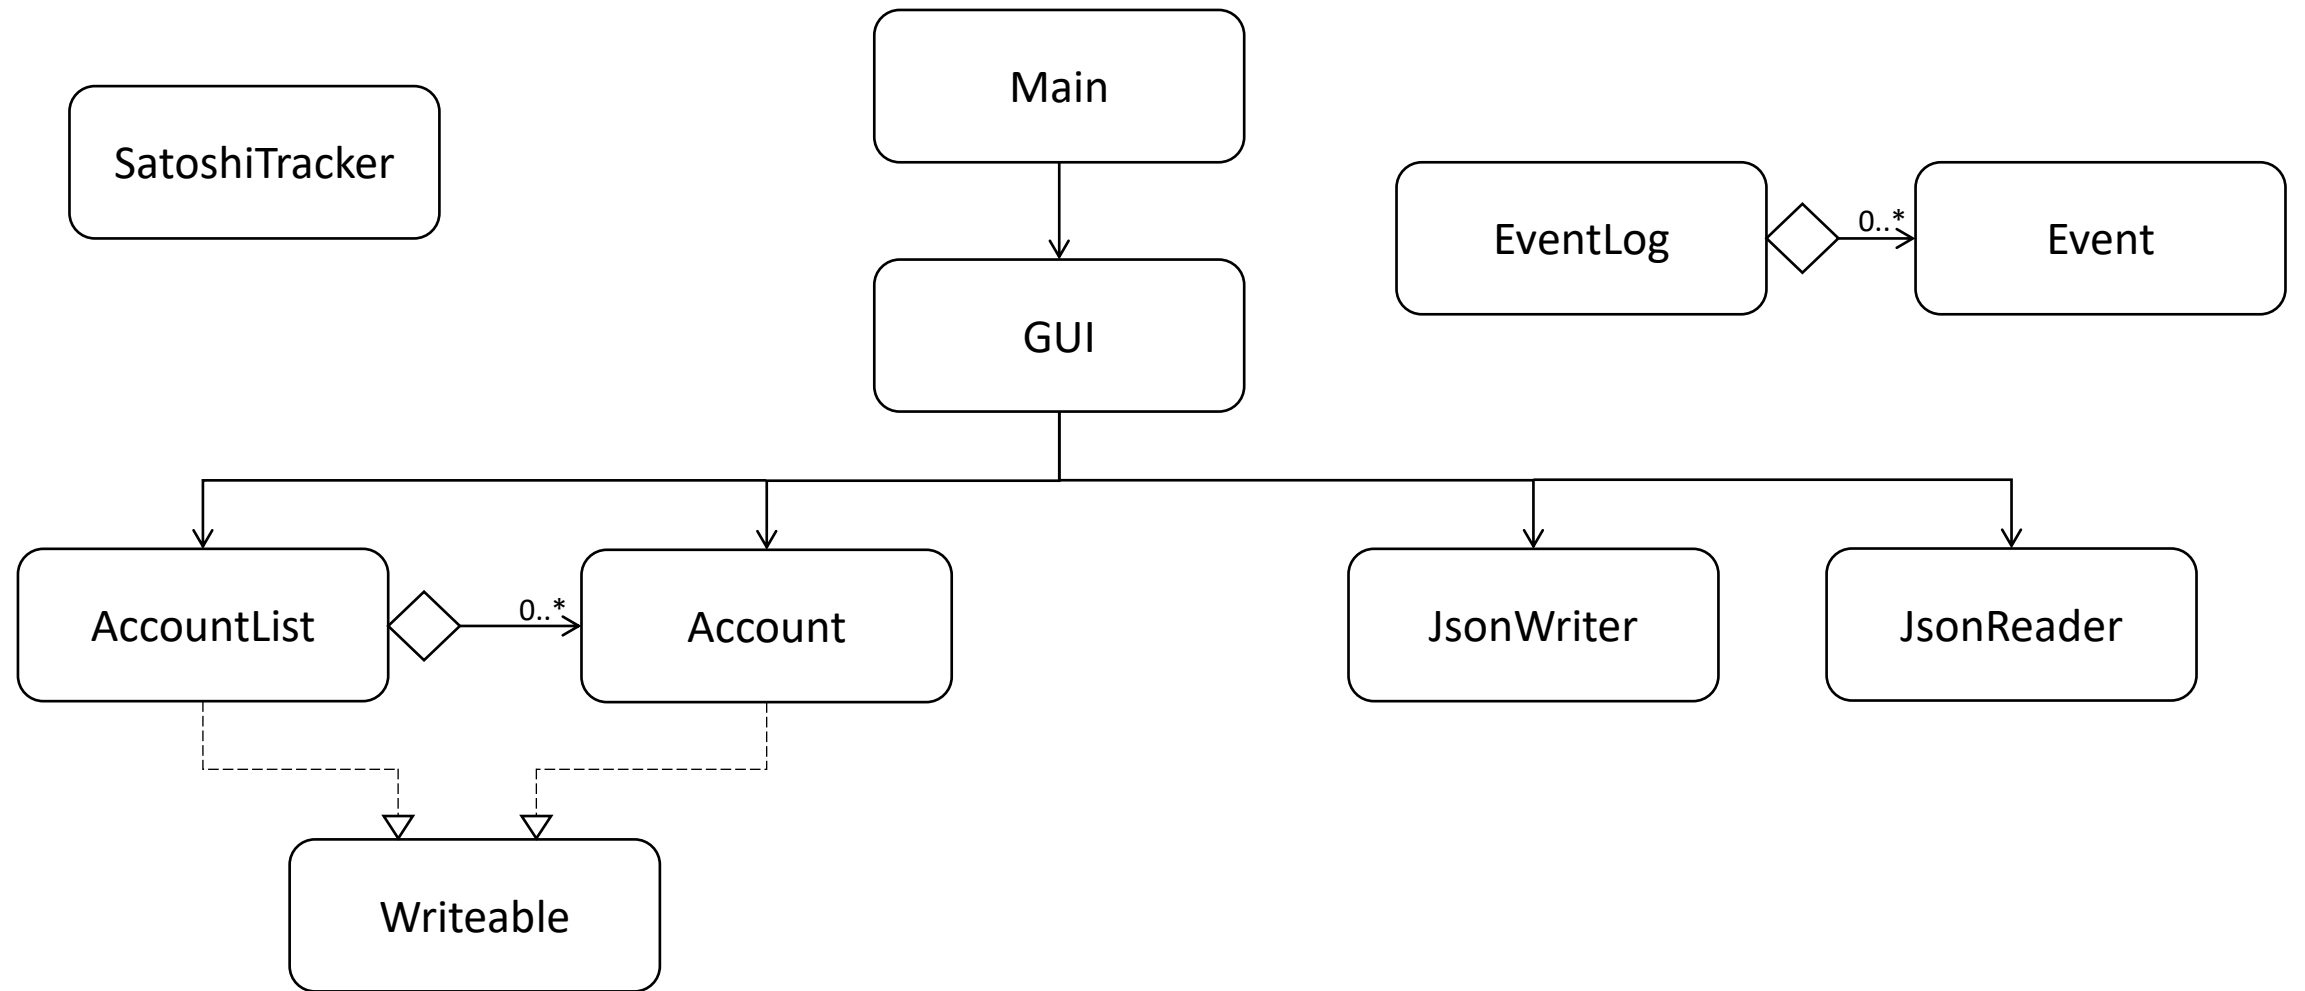 Main
SatoshiTracker
EventLog
0..*
Event
GUI
AccountList
0..*
Account
JsonWriter
JsonReader
Writeable